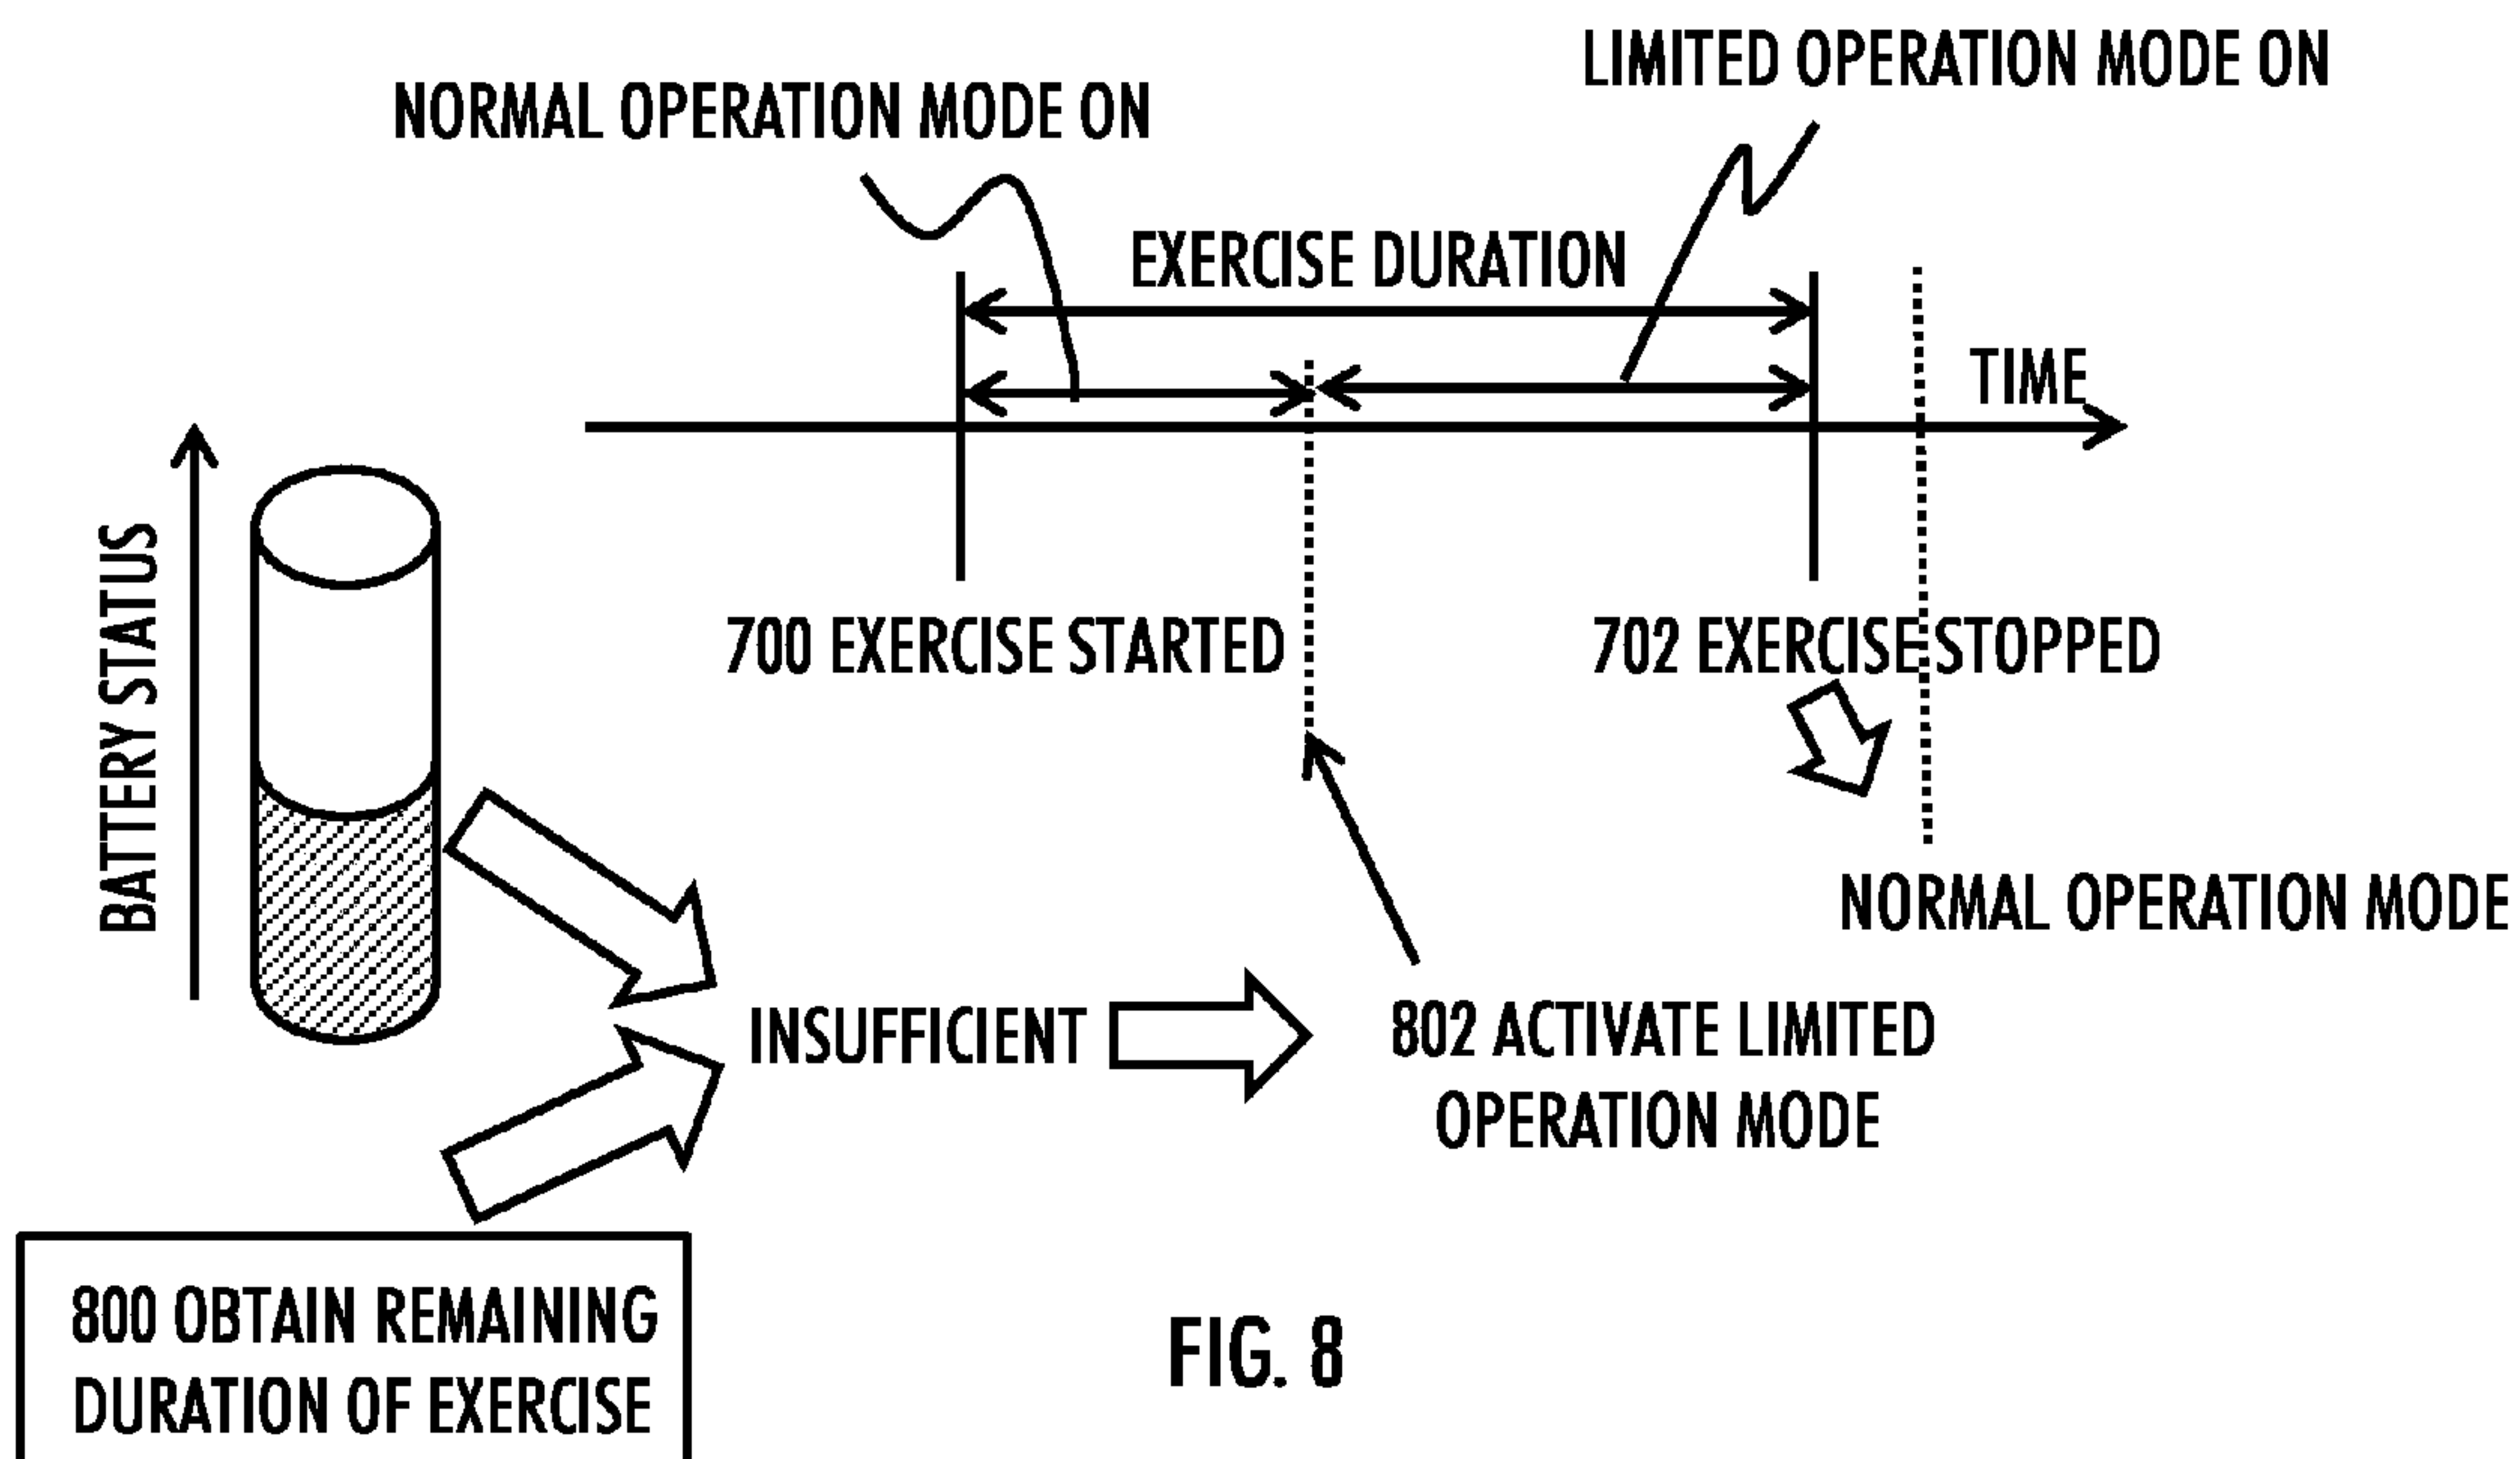 LIMITED OPERATION MODE ON
NORMAL OPERATION MODE ON
EXERCISE DURATION
TIME
BATTERY STATUS
700 EXERCISE STARTED
702 EXERCISE STOPPED
NORMAL OPERATION MODE
INSUFFICIENT
802 ACTIVATE LIMITED
OPERATION MODE
800 OBTAIN REMAINING
DURATION OF EXERCISE
FIG. 8